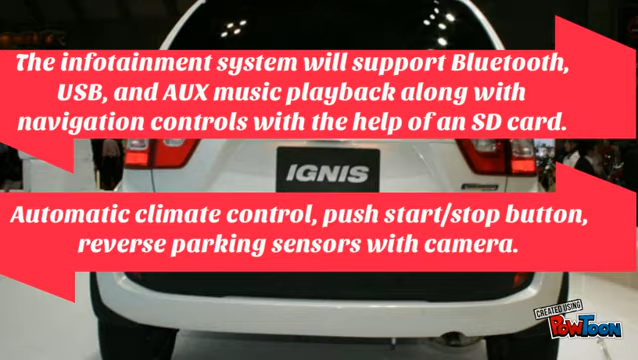 The infotainment system will support Bluetooth,
USB, and AUX music playback along with
navigation controls with the help of an SD card.
IGNIS
Automatic climate control, push start/stop button,
reverse parking sensors with camera.
CREATED USING
POWTOON